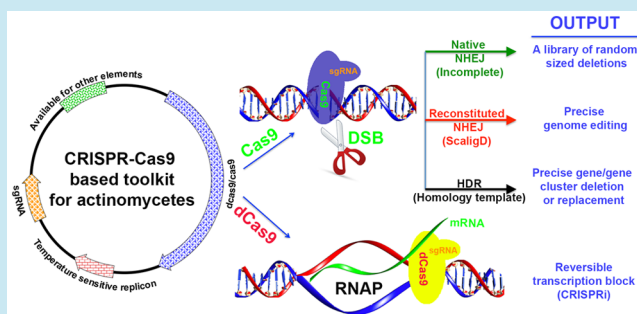 OUTPUT
Available for other elements
sgRNA
Temperature sensitive replicon
dcas9/cas9
CRISPR-Cas9
based toolkit
for actinomycetes
Cas9
dCas9
sgRNA
Cas9
DSB
Native
NHEJ
(Incomplete)
A library of random
sized deletions
Reconstituted
NHEJ
(ScaligD)
Precise
genome editing
HDR
(Homology template)
Precise gene/gene
cluster deletion
or replacement
mRNA
sgRNA
dCas9
RNAP
Reversible
transcription block
(CRISPRi)